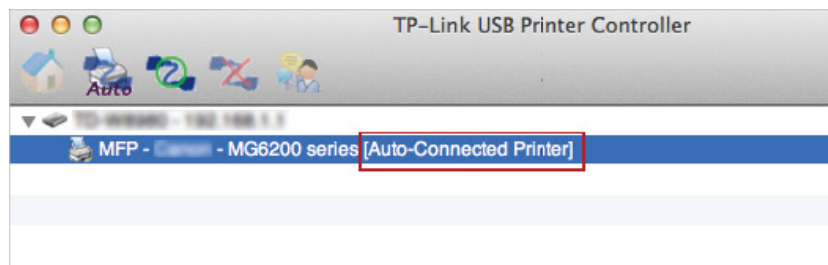 TP-Link USB Printer Controller
Auto
MFP - - MG6200 series [Auto-Connected Printer]